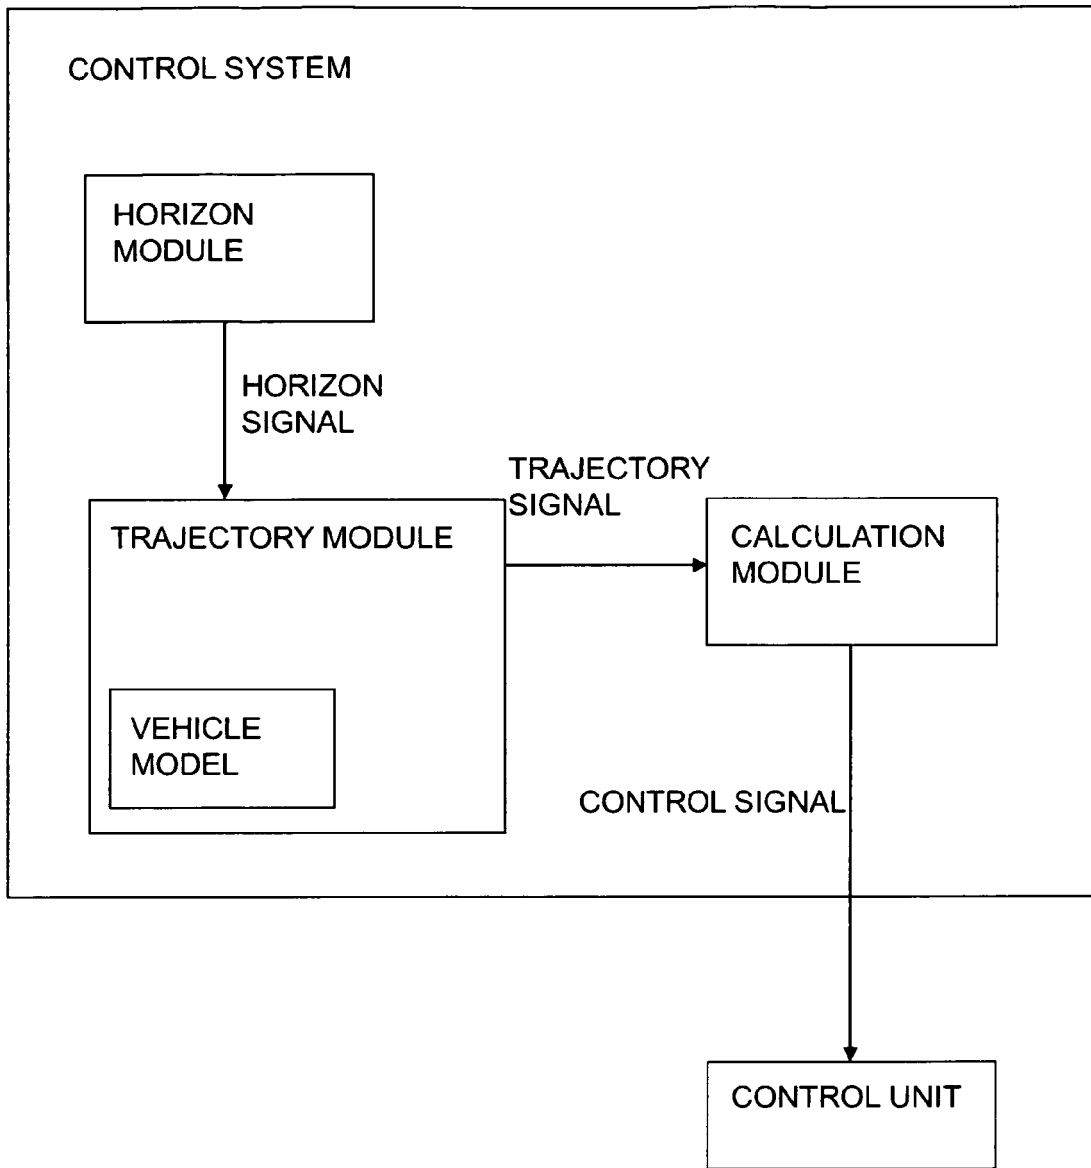 CONTROL SYSTEM
HORIZON
MODULE
HORIZON
SIGNAL
TRAJECTORY
SIGNAL
TRAJECTORY MODULE
CALCULATION
MODULE
VEHICLE
MODEL
CONTROL SIGNAL
CONTROL UNIT